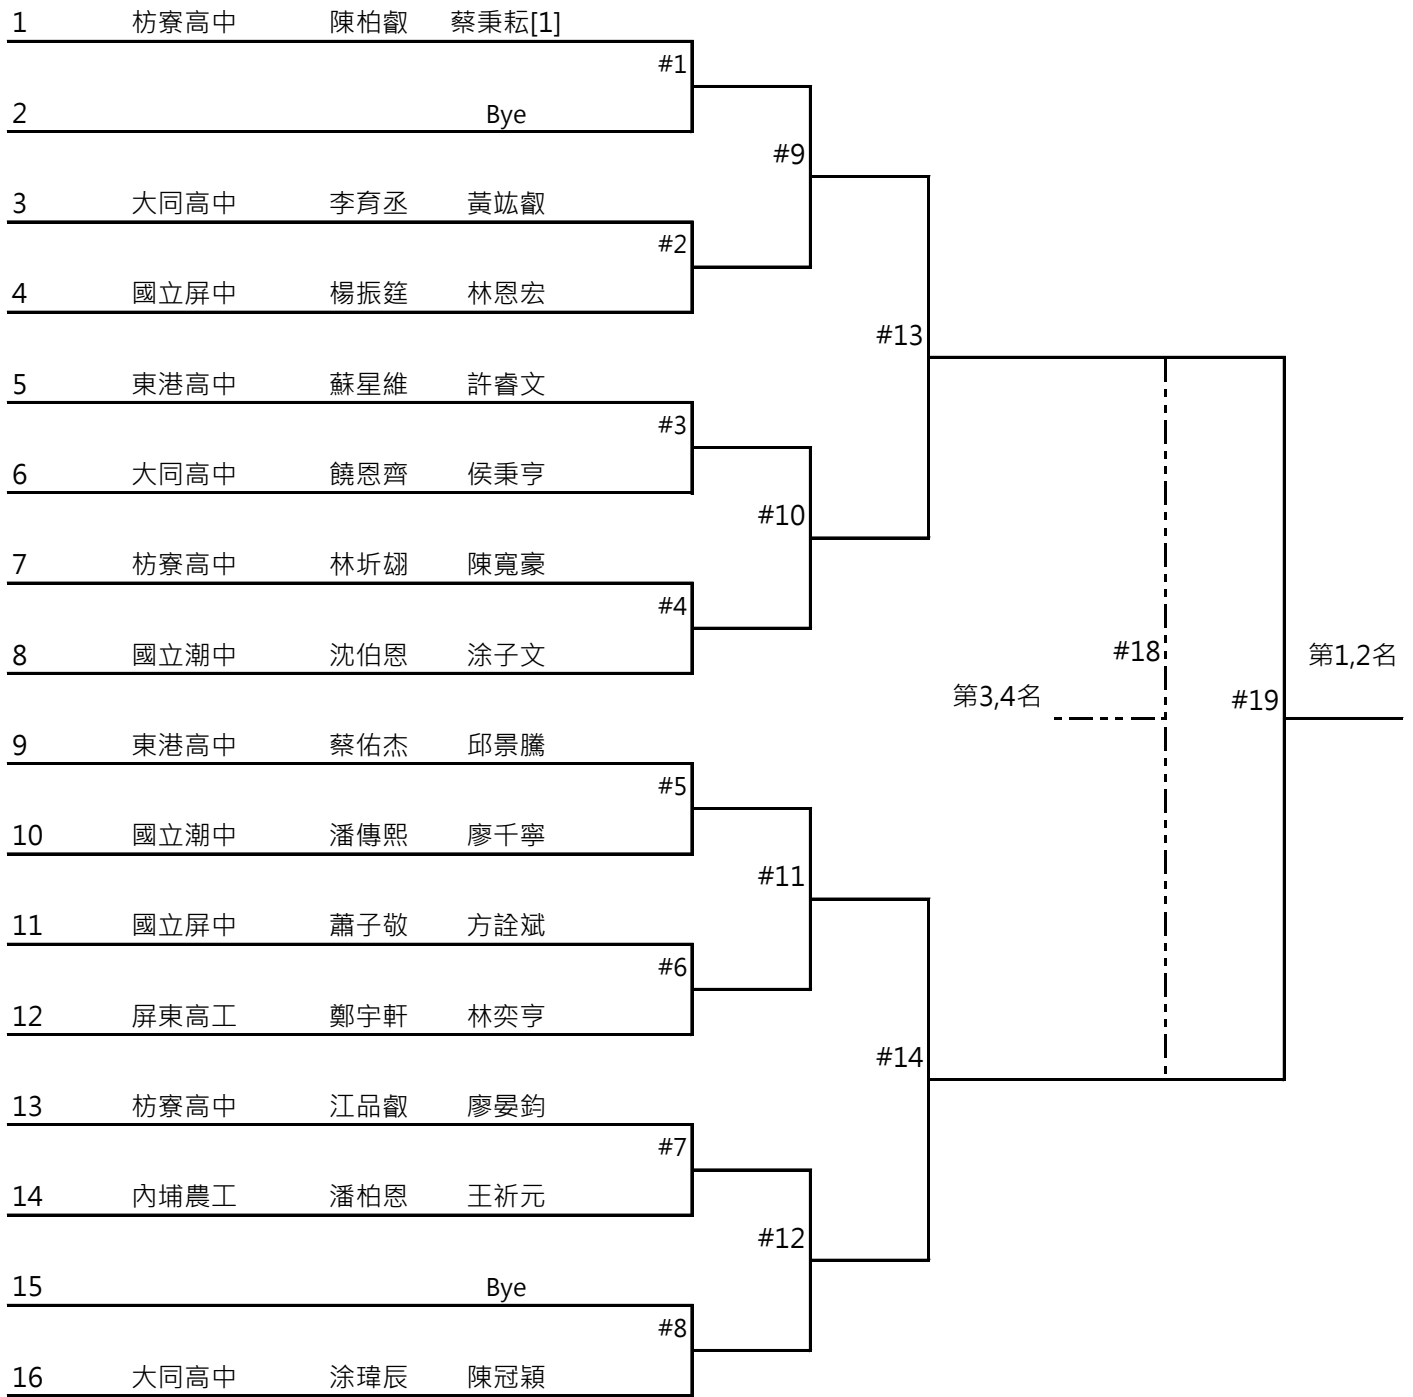 1 枋寮高中 陳柏叡 蔡秉耘[1]
#1
2 Bye
#9
3 大同高中 李育丞 黃竑叡
#2
4 國立屏中 楊振筳 林恩宏
#13
5 東港高中 蘇星維 許睿文
#3
6 大同高中 饒恩齊 侯秉亨
#10
7 枋寮高中 林圻翃 陳寬豪
#4
8 國立潮中 沈伯恩 涂子文
#18 第1,2名
第3,4名 #19
9 東港高中 蔡佑杰 邱景騰
#5
10 國立潮中 潘傳熙 廖千寧
#11
11 國立屏中 蕭子敬 方詮斌
#6
12 屏東高工 鄭宇軒 林奕亨
#14
13 枋寮高中 江品叡 廖晏鈞
#7
14 內埔農工 潘柏恩 王祈元
#12
15 Bye
#8
16 大同高中 涂瑋辰 陳冠穎